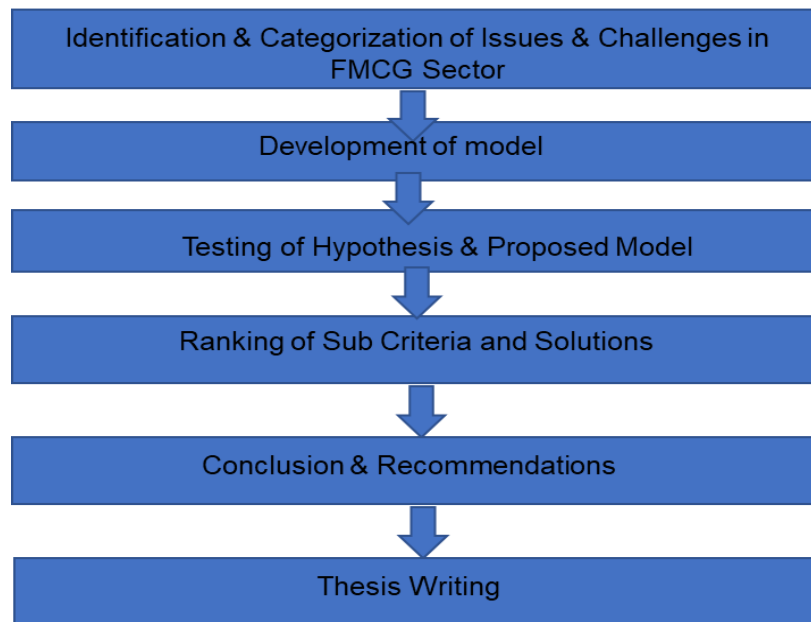 Identification & Categorization of Issues & Challenges in
FMCG Sector
Development of model
Testing of Hypothesis & Proposed Model
Ranking of Sub Criteria and Solutions
Conclusion & Recommendations
Thesis Writing